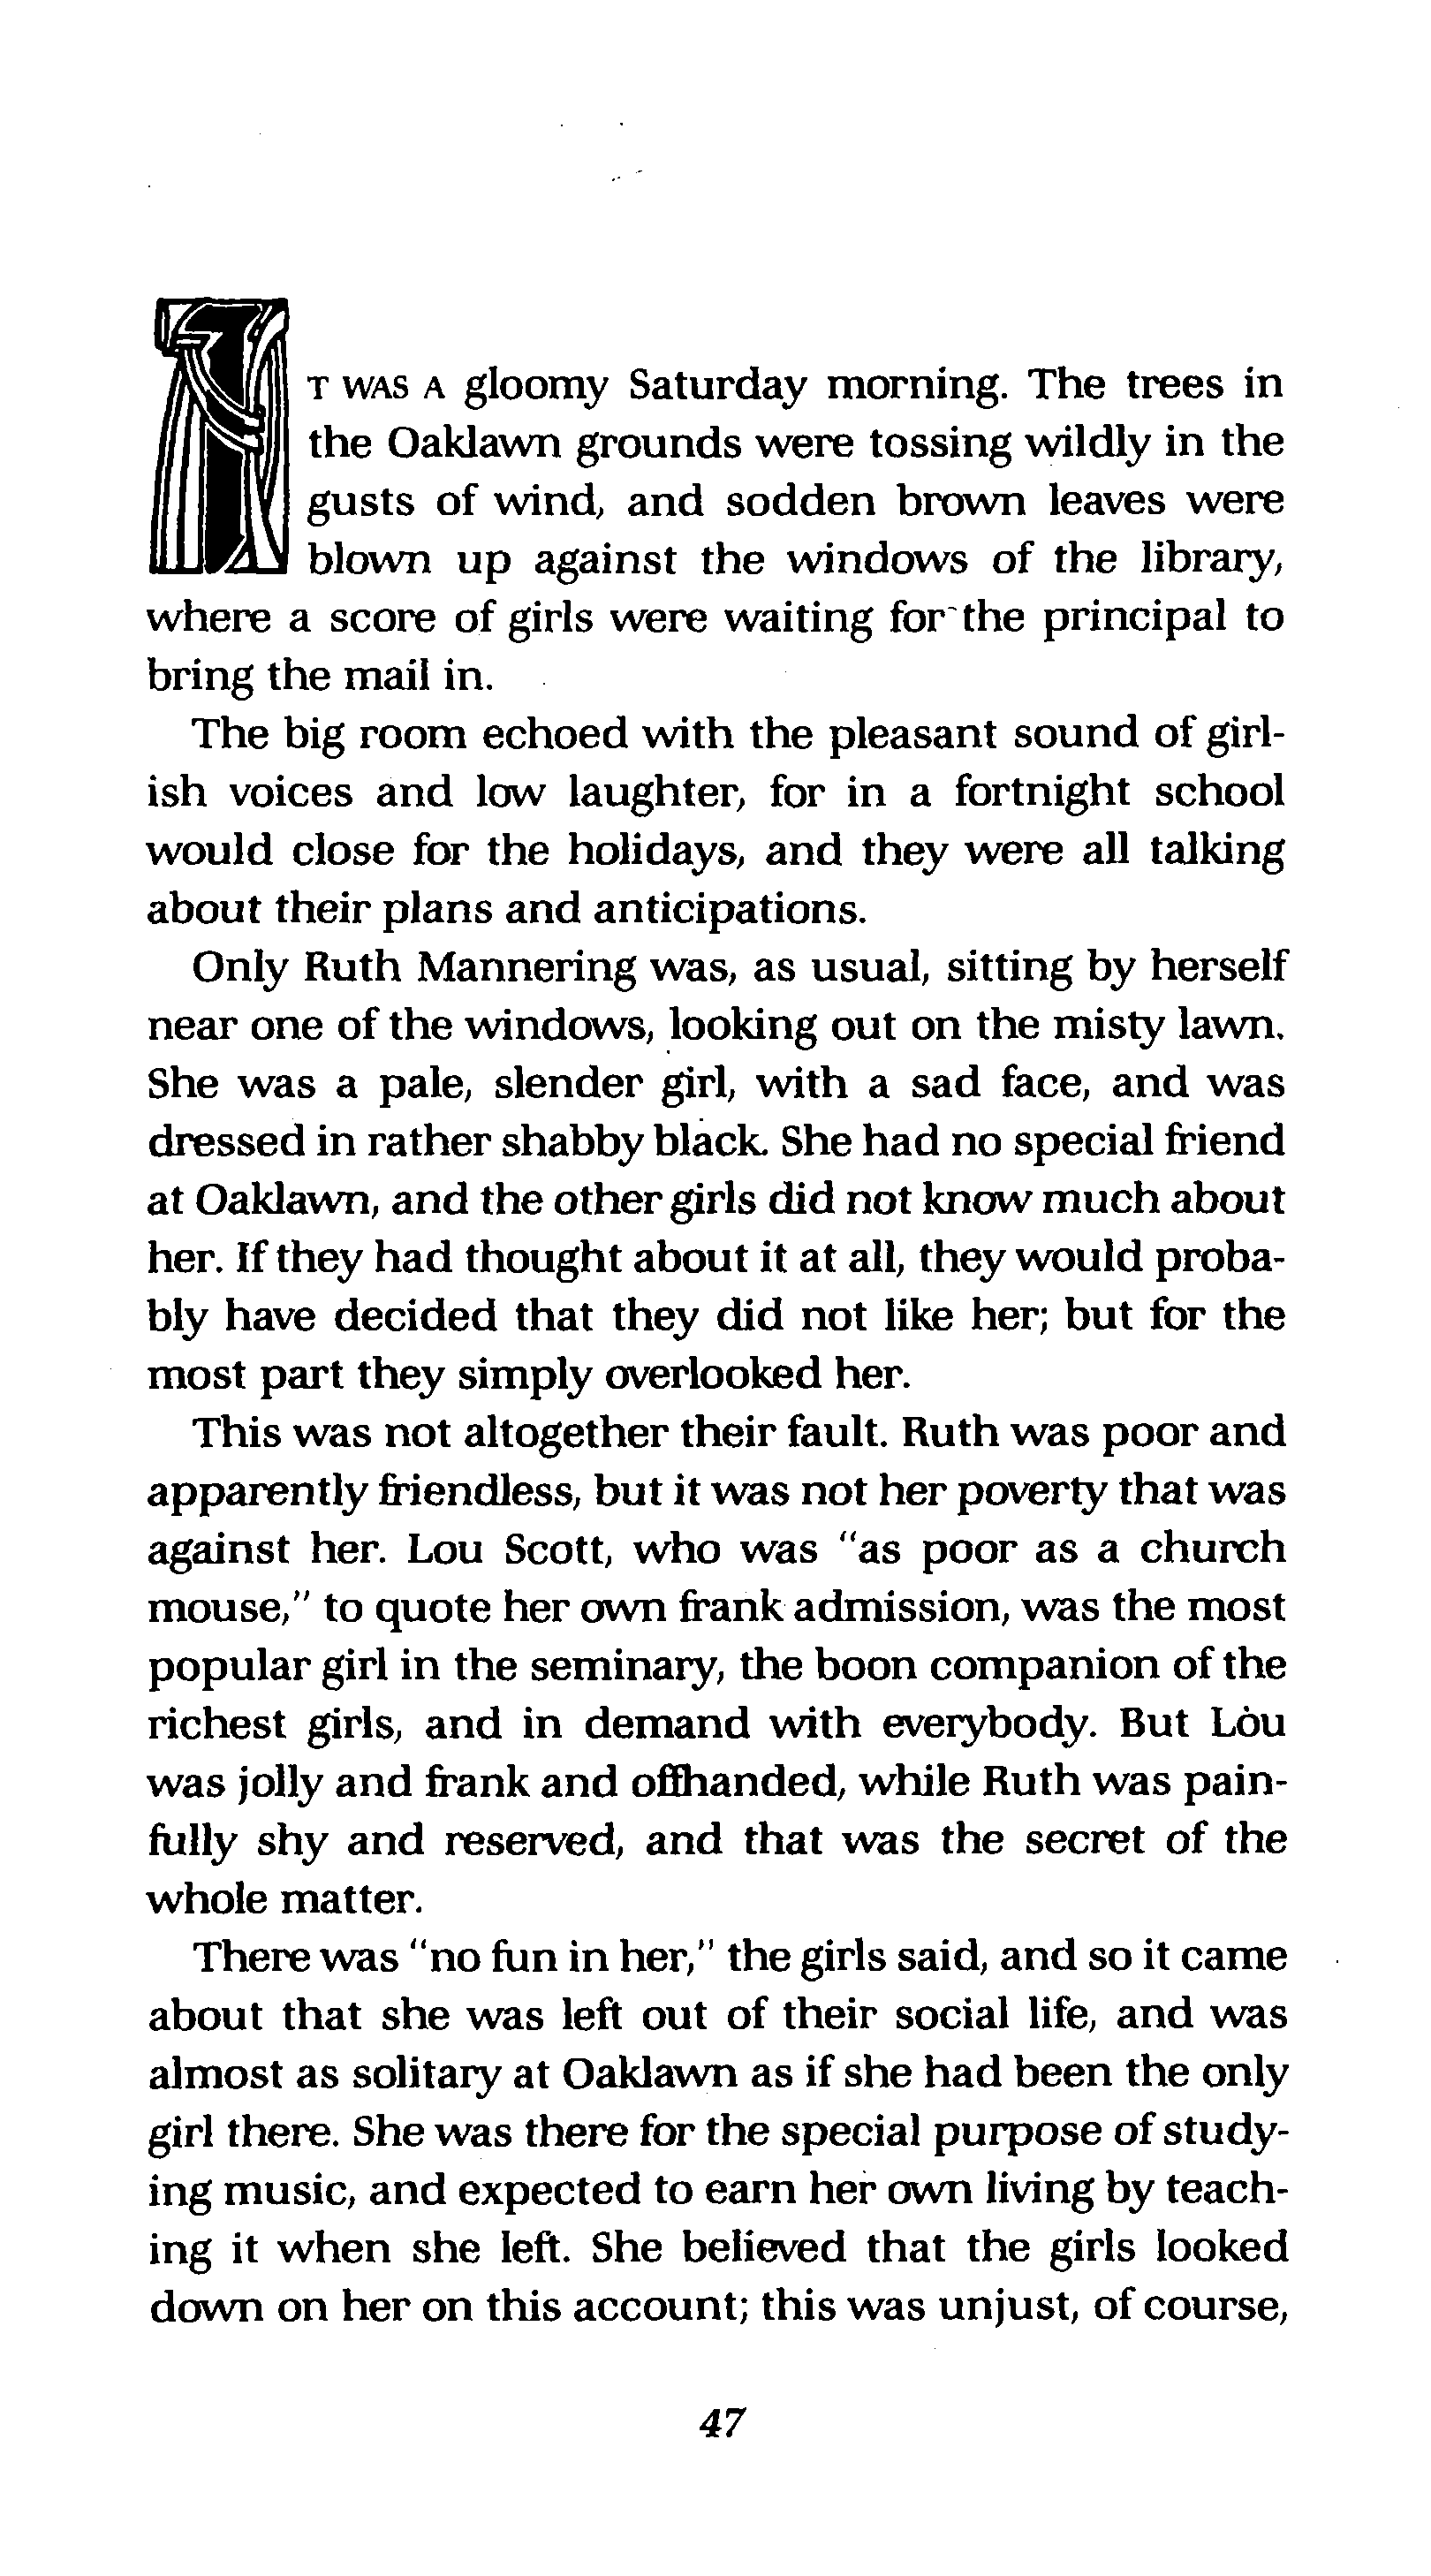 IT WAS A gloomy Saturday morning. The trees in
the Oaklawn grounds were tossing wildly in the
gusts of wind, and sodden brown leaves were
blown up against the windows of the library,
where a score of girls were waiting for the principal to
bring the mail in.
The big room echoed with the pleasant sound of girl-
ish voices and low laughter, for in a fortnight school
would close for the holidays, and they were all talking
about their plans and anticipations.
Only Ruth Mannering was, as usual, sitting by herself
near one of the windows, looking out on the misty lawn.
She was a pale, slender girl, with a sad face, and was
dressed in rather shabby black. She had no special friend
at Oaklawn, and the other girls did not know much about
her. If they had thought about it at all, they would proba-
bly have decided that they did not like her; but for the
most part they simply overlooked her.
This was not altogether their fault. Ruth was poor and
apparently friendless, but it was not her poverty that was
against her. Lou Scott, who was "as poor as a church
mouse," to quote her own frank admission, was the most
popular girl in the seminary, the boon companion of the
richest girls, and in demand with everybody. But Lou
was jolly and frank and offhanded, while Ruth was pain-
fully shy and reserved, and that was the secret of the
whole matter.
There was "no fun in her," the girls said, and so it came
about that she was left out of their social life, and was
almost as solitary at Oaklawn as if she had been the only
girl there. She was there for the special purpose of study-
ing music, and expected to earn her own living by teach-
ing it when she left. She believed that the girls looked
down on her on this account; this was unjust, of course,
47